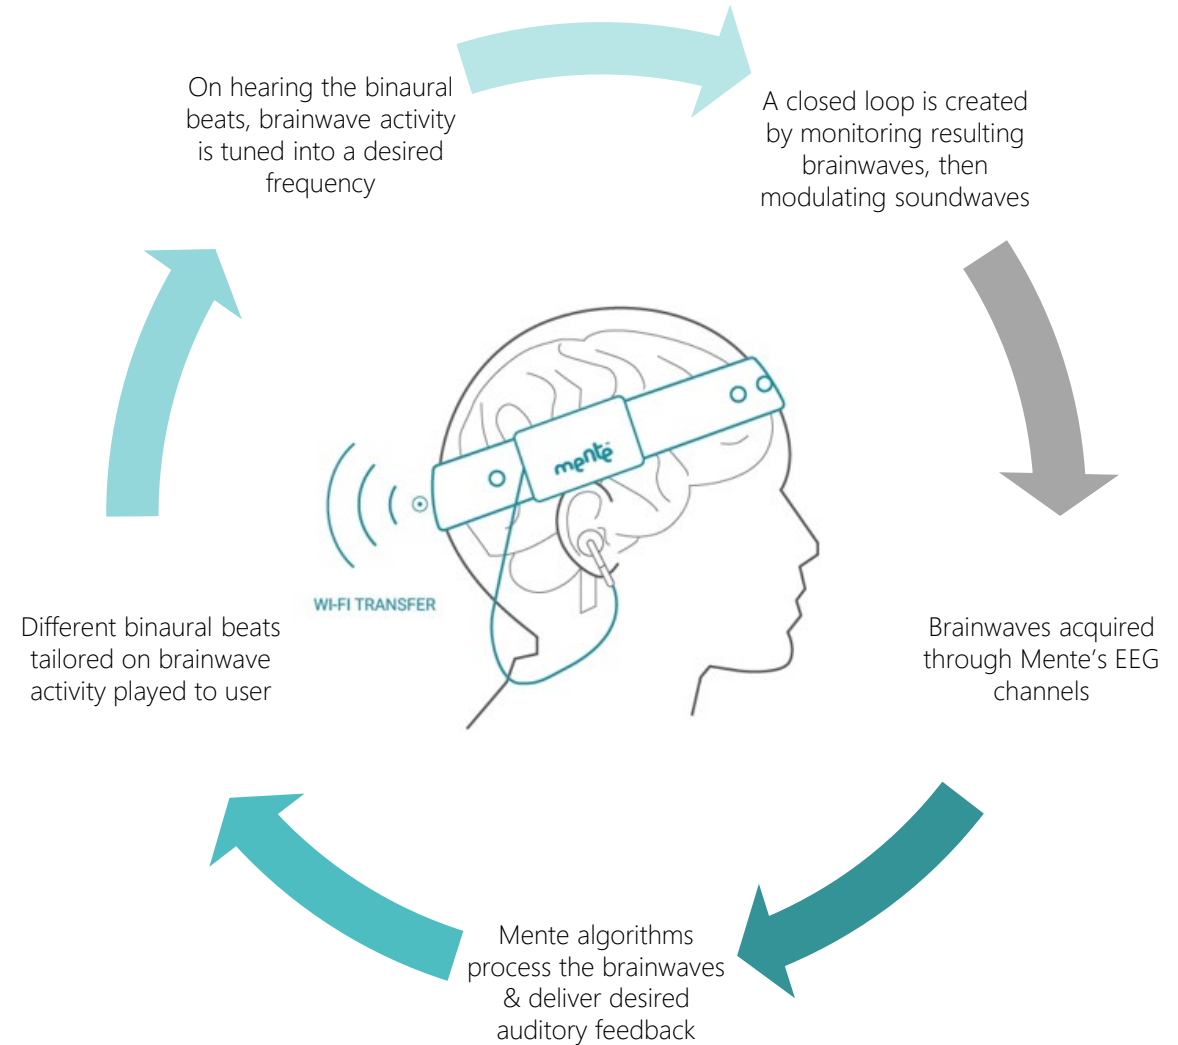 On hearing the binaural
beats, brainwave activity
is tuned into a desired
frequency
A closed loop is created
by monitoring resulting
brainwaves, then
modulating soundwaves
mente
WI-FI TRANSFER
Different binaural beats
tailored on brainwave
activity played to user
Brainwaves acquired
through Mente’s EEG
channels
Mente algorithms
process the brainwaves
& deliver desired
auditory feedback